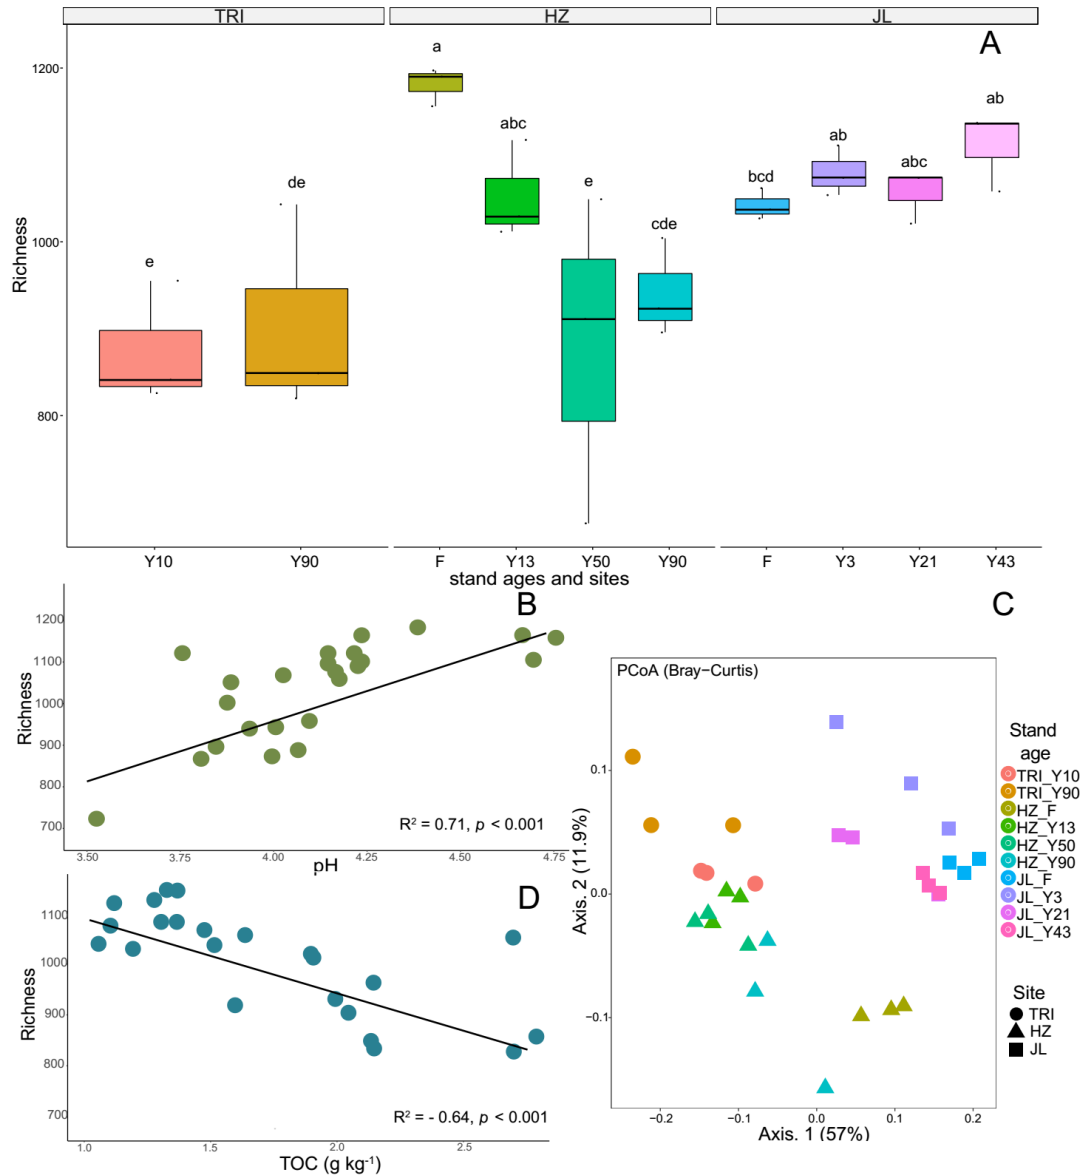 TRI HZ JL
A
Richness
1200
1000
800
a
abc
e
cde
e
de
bcd
ab
abc
ab
Y10 Y90 F Y13 Y50 Y90 F Y3 Y21 Y43
stand ages and sites
B
Richness
1200
1100
1000
900
800
700
R² = 0.71, p < 0.001
3.50 3.75 4.00 4.25 4.50 4.75
pH
C
PCoA (Bray−Curtis)
Axis. 2 (11.9%)
0.1
0.0
−0.1
−0.2 −0.1 0.0 0.1 0.2
Axis. 1 (57%)
Stand
age
TRI_Y10
TRI_Y90
HZ_F
HZ_Y13
HZ_Y50
HZ_Y90
JL_F
JL_Y3
JL_Y21
JL_Y43
Site
TRI
HZ
JL
D
Richness
1100
1000
900
800
700
R² = - 0.64, p < 0.001
1.0 1.5 2.0 2.5
TOC (g kg⁻¹)